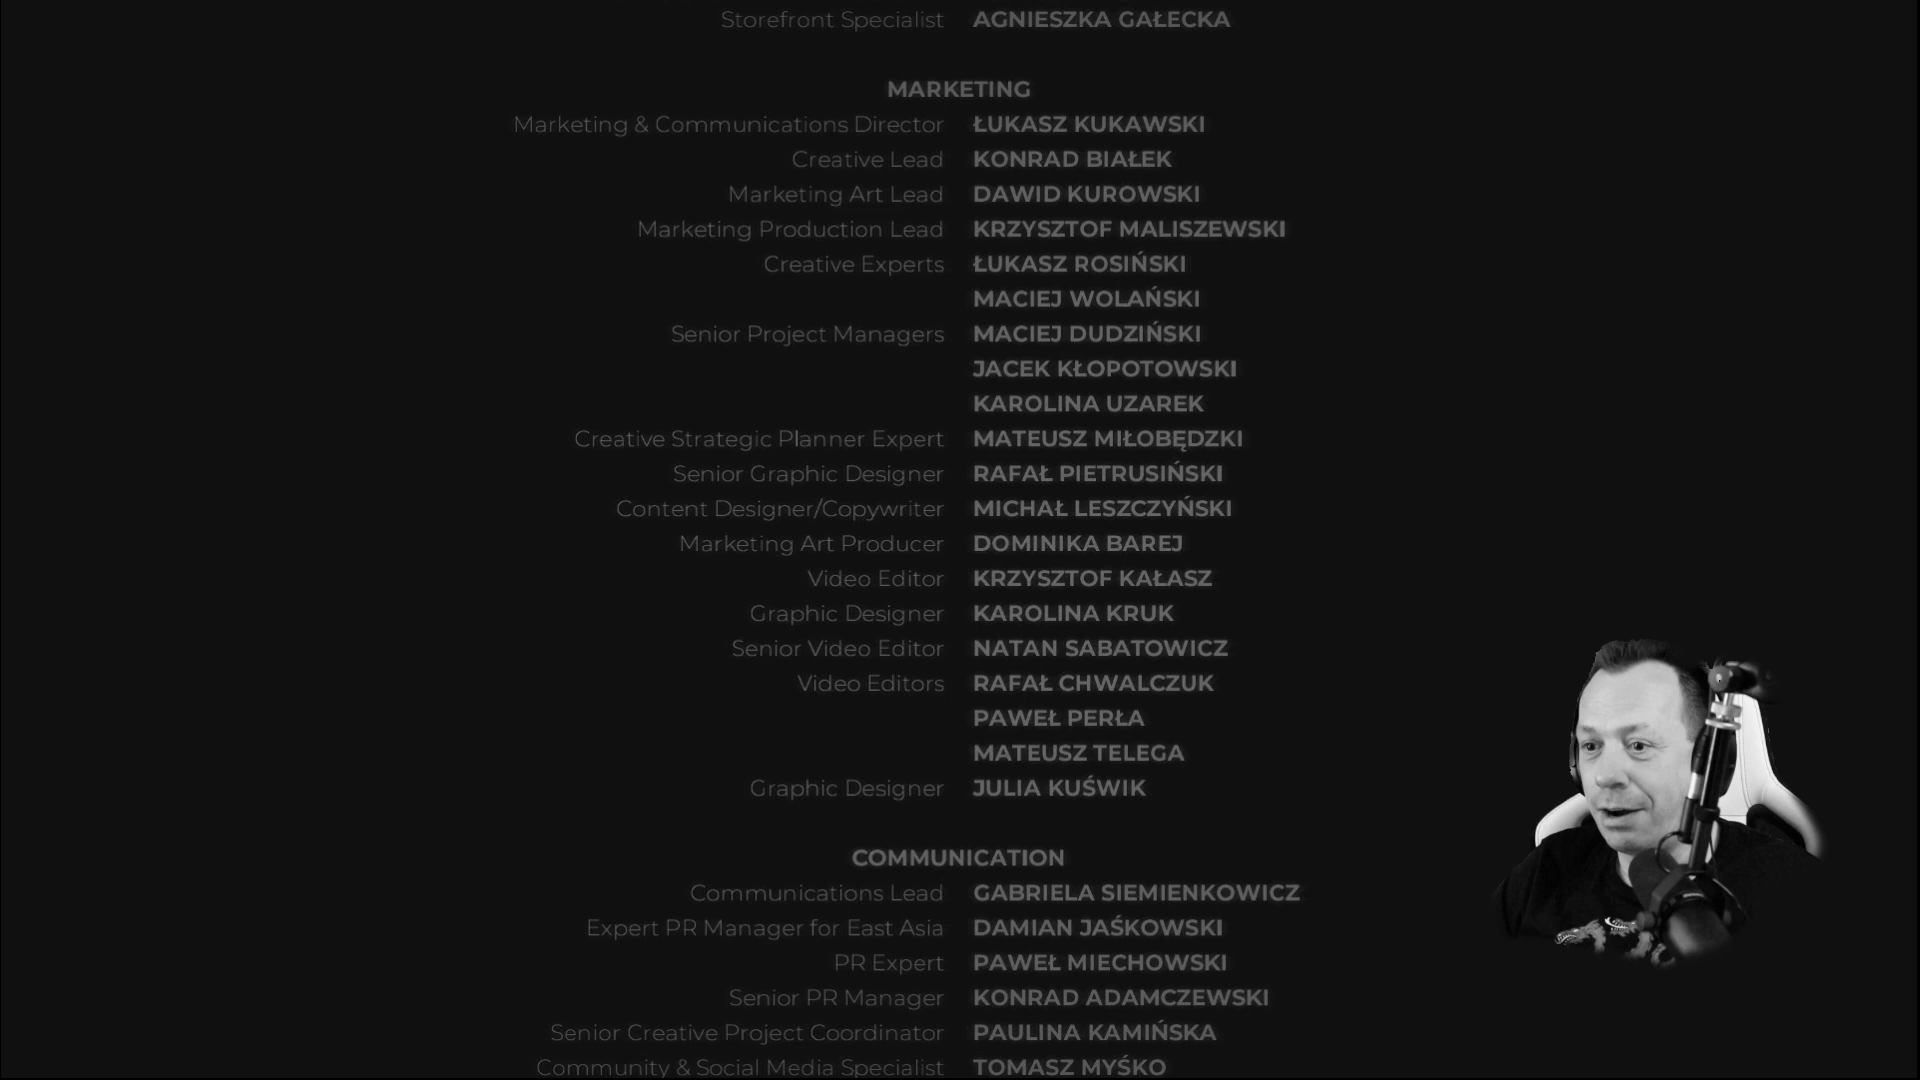 Storefront Specialist AGNIESZKA GAŁECKA
MARKETING
Marketing & Communications Director ŁUKASZ KUKAWSKI
Creative Lead KONRAD BIAŁEK
Marketing Art Lead DAWID KUROWSKI
Marketing Production Lead KRZYSZTOF MALISZEWSKI
Creative Experts ŁUKASZ ROSIŃSKI
MACIEJ WOLAŃSKI
Senior Project Managers MACIEJ DUDZIŃSKI
JACEK KŁOPOTOWSKI
KAROLINA UZAREK
Creative Strategic Planner Expert MATEUSZ MIŁOBĘDZKI
Senior Graphic Designer RAFAŁ PIETRUSIŃSKI
Content Designer/Copywriter MICHAŁ LESZCZYŃSKI
Marketing Art Producer DOMINIKA BAREJ
Video Editor KRZYSZTOF KAŁASZ
Graphic Designer KAROLINA KRUK
Senior Video Editor NATAN SABATOWICZ
Video Editors RAFAŁ CHWALCZUK
PAWEŁ PERŁA
MATEUSZ TELEGA
Graphic Designer JULIA KUŚWIK
COMMUNICATION
Communications Lead GABRIELA SIEMIENKOWICZ
Expert PR Manager for East Asia DAMIAN JAŚKOWSKI
PR Expert PAWEŁ MIECHOWSKI
Senior PR Manager KONRAD ADAMCZEWSKI
Senior Creative Project Coordinator PAULINA KAMIŃSKA
Community & Social Media Specialist TOMASZ MYŚKO